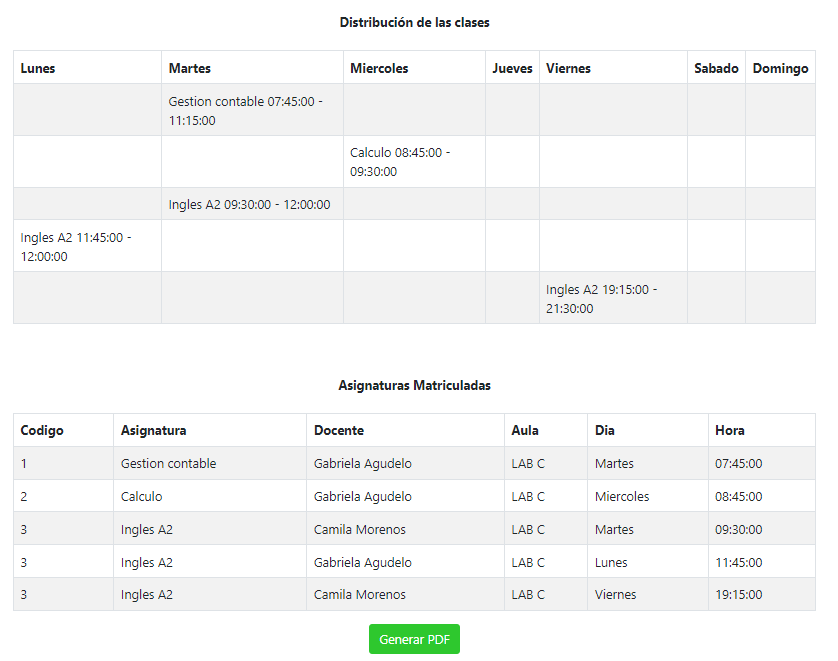 Distribución de las clases
Lunes Martes Miercoles Jueves Viernes Sabado Domingo
Gestion contable 07:45:00 -
11:15:00
Calculo 08:45:00 -
09:30:00
Ingles A2 09:30:00 - 12:00:00
Ingles A2 11:45:00 -
12:00:00
Ingles A2 19:15:00 -
21:30:00
Asignaturas Matriculadas
Codigo Asignatura Docente Aula Dia Hora
1 Gestion contable Gabriela Agudelo LAB C Martes 07:45:00
2 Calculo Gabriela Agudelo LAB C Miercoles 08:45:00
3 Ingles A2 Camila Morenos LAB C Martes 09:30:00
3 Ingles A2 Gabriela Agudelo LAB C Lunes 11:45:00
3 Ingles A2 Camila Morenos LAB C Viernes 19:15:00
Generar PDF